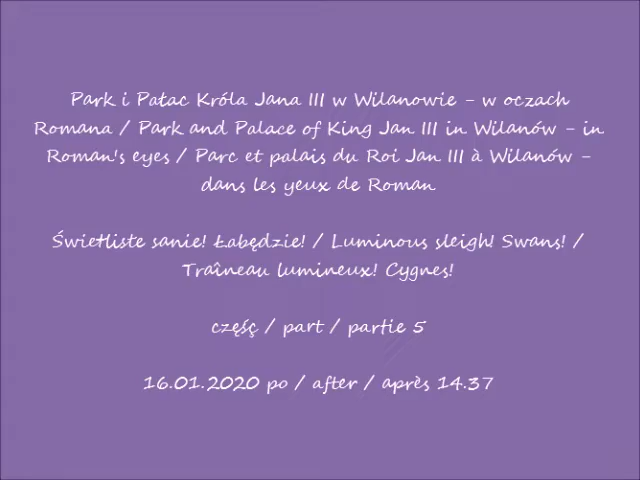 Park i Pałac Króla Jana III w Wilanowie - w oczach
Romana / Park and Palace of King Jan III in Wilanów - in
Roman's eyes / Parc et palais du Roi Jan III à Wilanów -
dans les yeux de Roman
Świetliste sanie! Łabędzie! / Luminous sleigh! Swans! /
Traîneau lumineux! Cygnes!
częśç / part / partie 5
16.01.2020 po / after / après 14.37